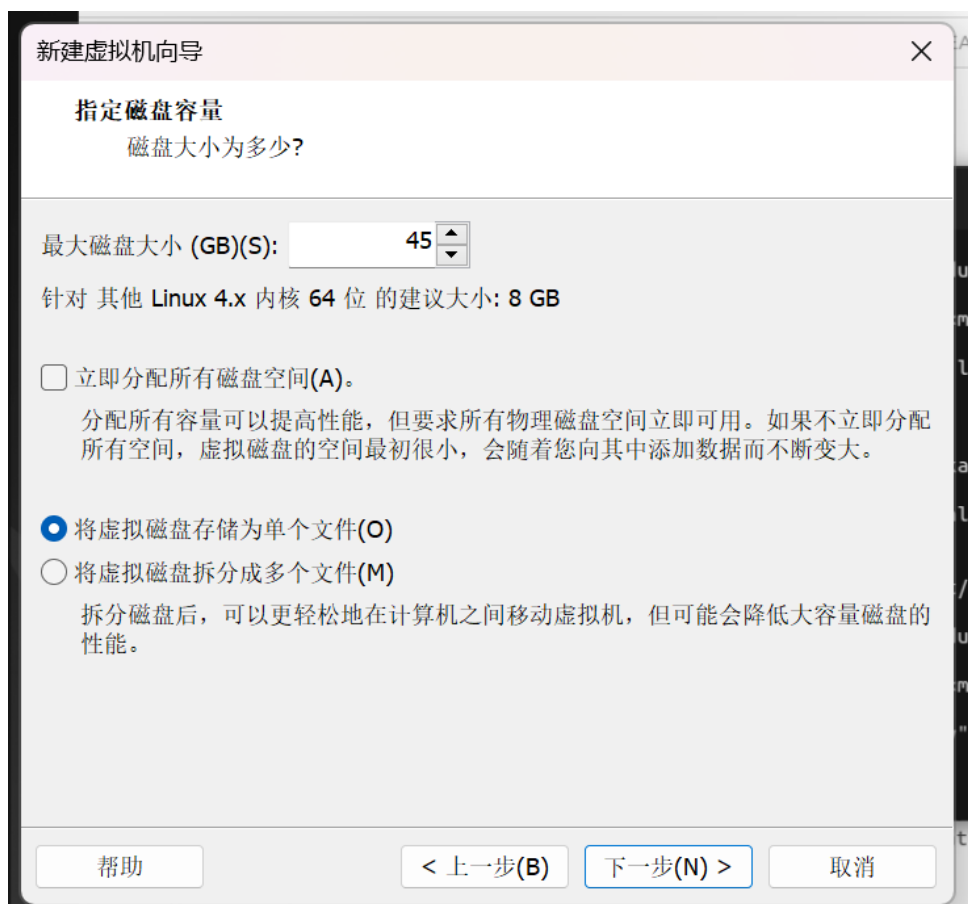 新建虚拟机向导
指定磁盘容量
磁盘大小为多少?
最大磁盘大小 (GB)(S): 45
针对 其他 Linux 4.x 内核 64 位 的建议大小: 8 GB
立即分配所有磁盘空间(A)。
分配所有容量可以提高性能，但要求所有物理磁盘空间立即可用。如果不立即分配
所有空间，虚拟磁盘的空间最初很小，会随着您向其中添加数据而不断变大。
将虚拟磁盘存储为单个文件(O)
将虚拟磁盘拆分成多个文件(M)
拆分磁盘后，可以更轻松地在计算机之间移动虚拟机，但可能会降低大容量磁盘的
性能。
帮助 < 上一步(B) 下一步(N) > 取消